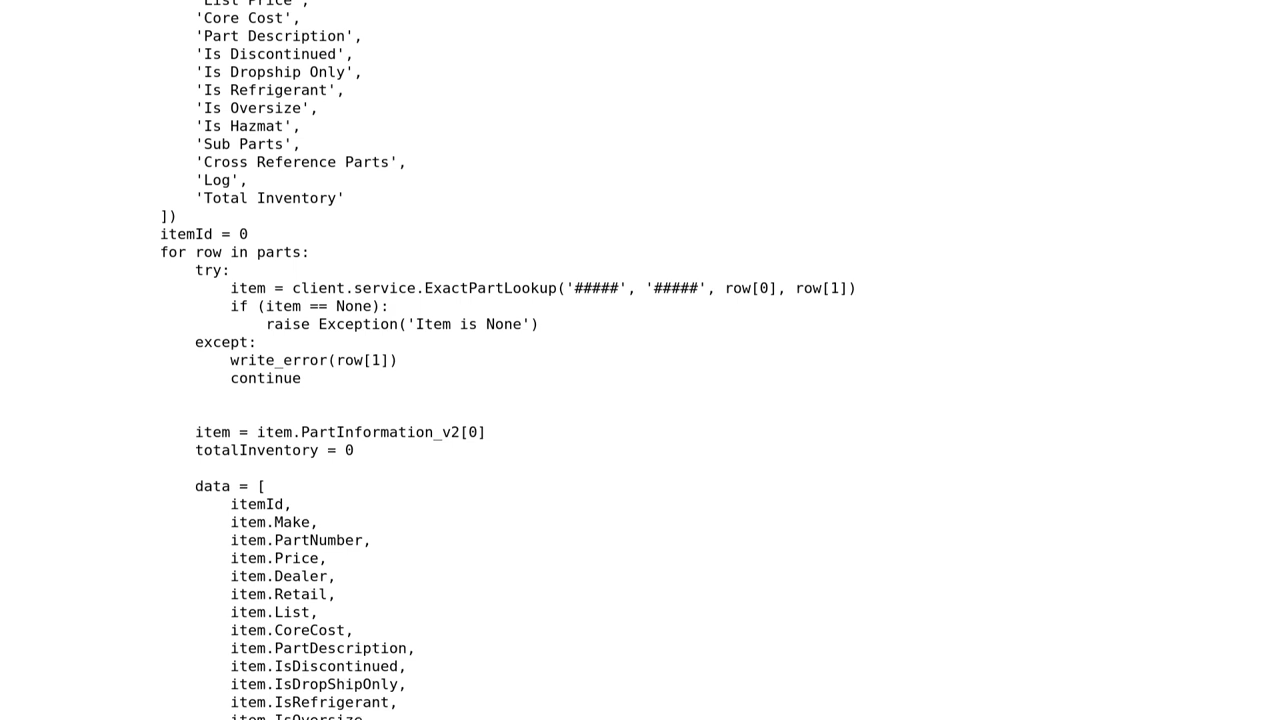 'List Price',
'Core Cost',
'Part Description',
'Is Discontinued',
'Is Dropship Only',
'Is Refrigerant',
'Is Oversize',
'Is Hazmat',
'Sub Parts',
'Cross Reference Parts',
'Log',
'Total Inventory'
])
itemId = 0
for row in parts:
try:
item = client.service.ExactPartLookup('#####', '#####', row[0], row[1])
if (item == None):
raise Exception('Item is None')
except:
write_error(row[1])
continue
item = item.PartInformation_v2[0]
totalInventory = 0
data = [
itemId,
item.Make,
item.PartNumber,
item.Price,
item.Dealer,
item.Retail,
item.List,
item.CoreCost,
item.PartDescription,
item.IsDiscontinued,
item.IsDropShipOnly,
item.IsRefrigerant,
item.IsOversize,